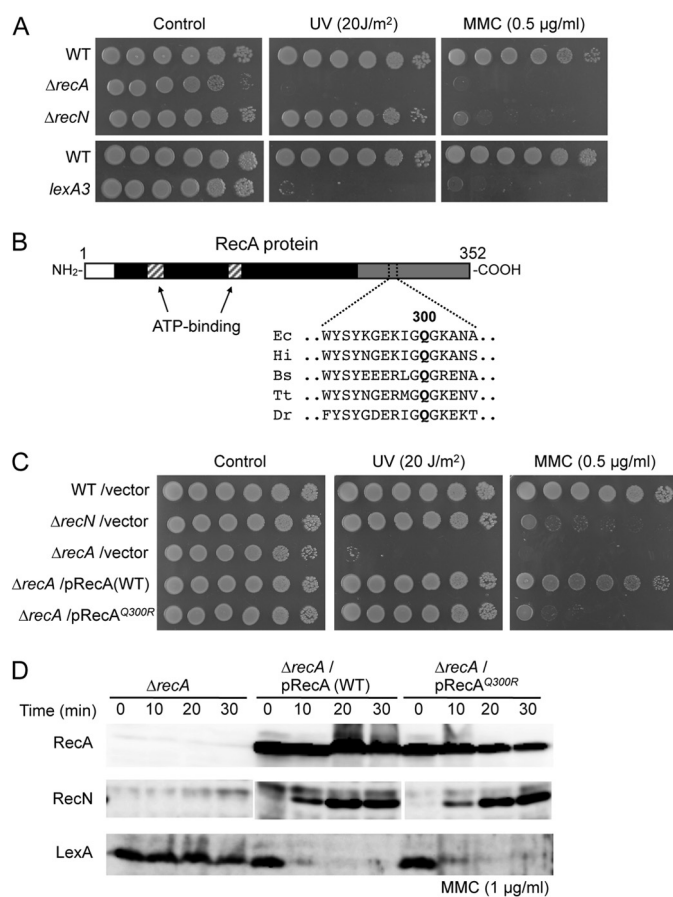 A
Control UV (20J/m²) MMC (0.5 µg/ml)
WT
ΔrecA
ΔrecN
WT
lexA3
B
RecA protein
1 352
NH₂- -COOH
ATP-binding
300
Ec ..WYSYKGEKIGQGKANA..
Hi ..WYSYNGEKIGQGKANS..
Bs ..WYSYEEERLGQGRENA..
Tt ..WYSYNGERMGQGKENV..
Dr ..FYSYGDERIGQGKEKT..
C
Control UV (20 J/m²) MMC (0.5 µg/ml)
WT /vector
ΔrecN /vector
ΔrecA /vector
ΔrecA /pRecA(WT)
ΔrecA /pRecA^Q300R
D
ΔrecA ΔrecA / pRecA (WT) ΔrecA / pRecA^Q300R
Time (min) 0 10 20 30 0 10 20 30 0 10 20 30
RecA
RecN
LexA
MMC (1 µg/ml)